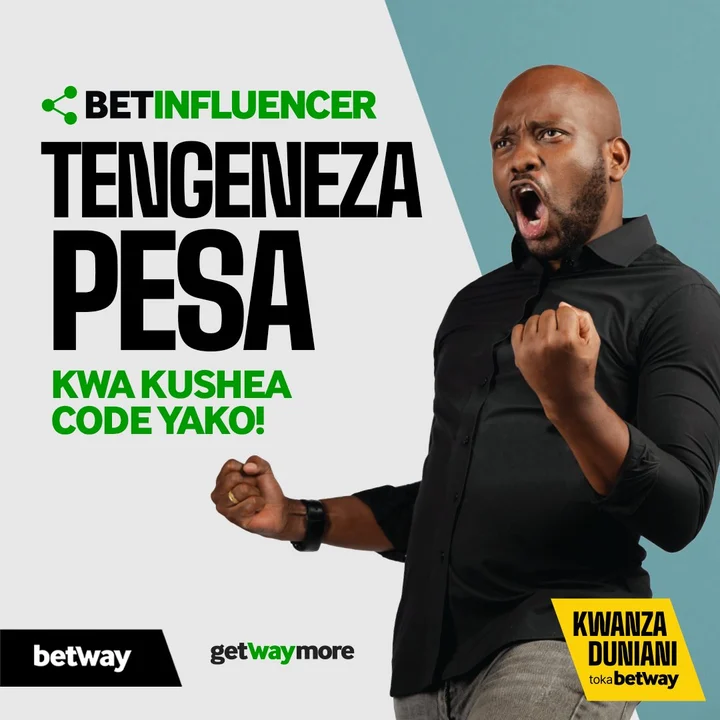 BETINFLUENCER
TENGENEZA
PESA
KWA KUSHEA
CODE YAKO!
betway
getwaymore
KWANZA
DUNIANI
toka betway